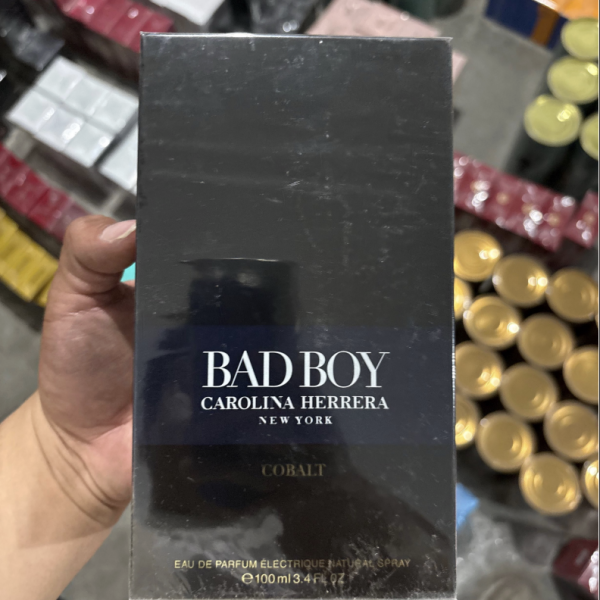 BAD BOY
CAROLINA HERRERA
NEW YORK
COBALT
EAU DE PARFUM ÉLECTRIQUE NATURAL SPRAY
℮100 ml 3.4 FL.OZ